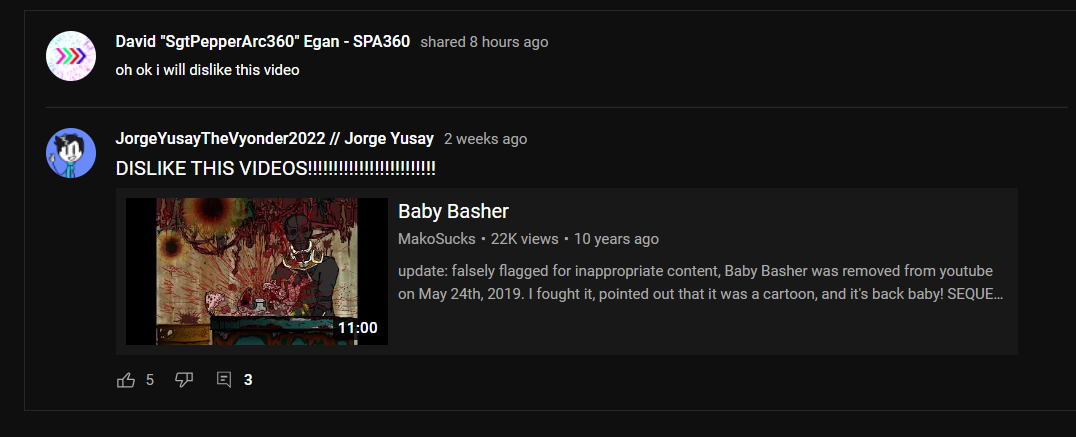 David "SgtPepperArc360" Egan - SPA360 shared 8 hours ago
oh ok i will dislike this video
JorgeYusayTheVyonder2022 // Jorge Yusay 2 weeks ago
DISLIKE THIS VIDEOS!!!!!!!!!!!!!!!!!!!!!!!!!
Baby Basher
MakoSucks • 22K views • 10 years ago
update: falsely flagged for inappropriate content, Baby Basher was removed from youtube
on May 24th, 2019. I fought it, pointed out that it was a cartoon, and it's back baby! SEQUE...
11:00
5 3